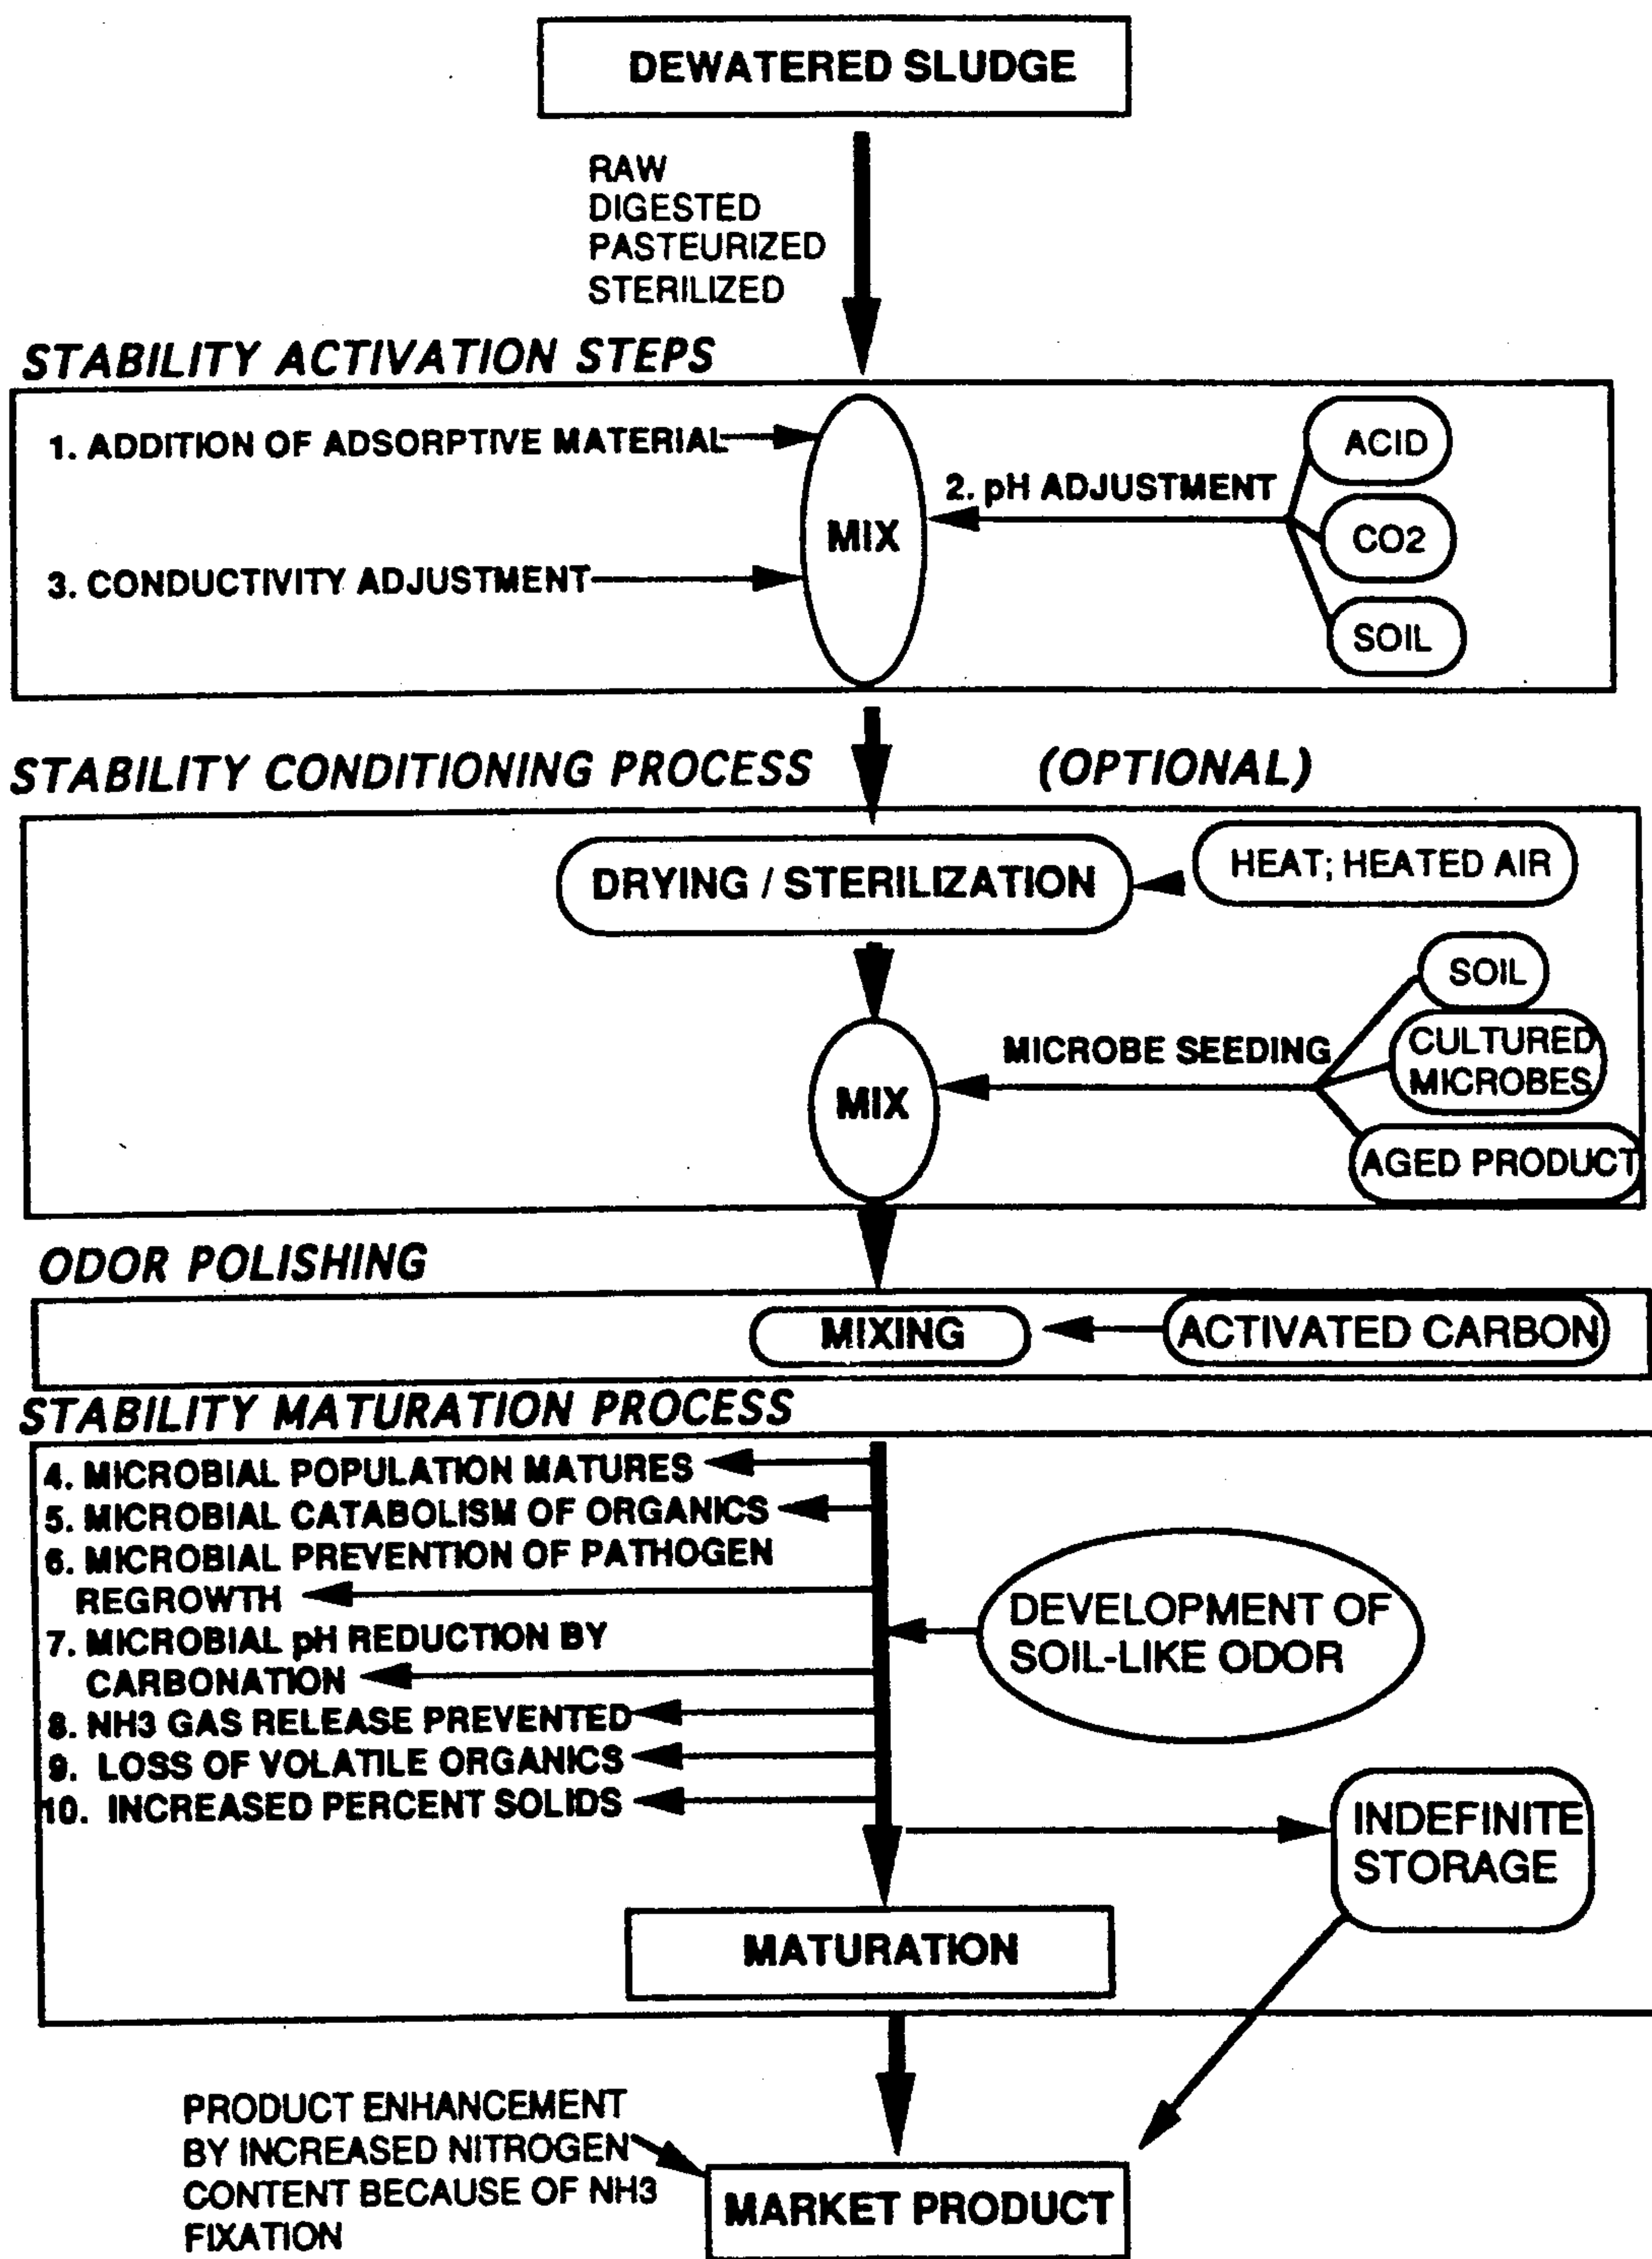 DEWATERED SLUDGE
RAW
DIGESTED
PASTEURIZED
STERILIZED
STABILITY ACTIVATION STEPS
1. ADDITION OF ADSORPTIVE MATERIAL
ACID
2. pH ADJUSTMENT
MIX
CO2
3. CONDUCTIVITY ADJUSTMENT
SOIL
STABILITY CONDITIONING PROCESS (OPTIONAL)
DRYING / STERILIZATION
HEAT; HEATED AIR
SOIL
MICROBE SEEDING
CULTURED
MICROBES
MIX
AGED PRODUCT
ODOR POLISHING
MIXING
ACTIVATED CARBON
STABILITY MATURATION PROCESS
4. MICROBIAL POPULATION MATURES
5. MICROBIAL CATABOLISM OF ORGANICS
6. MICROBIAL PREVENTION OF PATHOGEN
REGROWTH
7. MICROBIAL pH REDUCTION BY
CARBONATION
8. NH3 GAS RELEASE PREVENTED
9. LOSS OF VOLATILE ORGANICS
10. INCREASED PERCENT SOLIDS
DEVELOPMENT OF
SOIL-LIKE ODOR
INDEFINITE
STORAGE
MATURATION
PRODUCT ENHANCEMENT
BY INCREASED NITROGEN
CONTENT BECAUSE OF NH3
FIXATION
MARKET PRODUCT